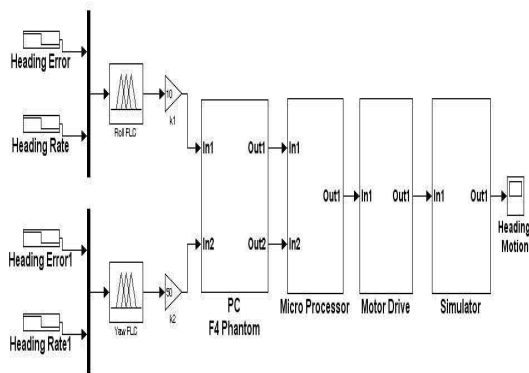 Heading Error
Heading Rate
Roll FLC
10
k1
Heading Error1
Heading Rate1
Yaw FLC
50
k2
In1
Out1
In2
Out2
PC
F4 Phantom
In1
In2
Out1
Micro Processor
In1
Out1
Motor Drive
In1
Out1
Simulator
Heading
Motion